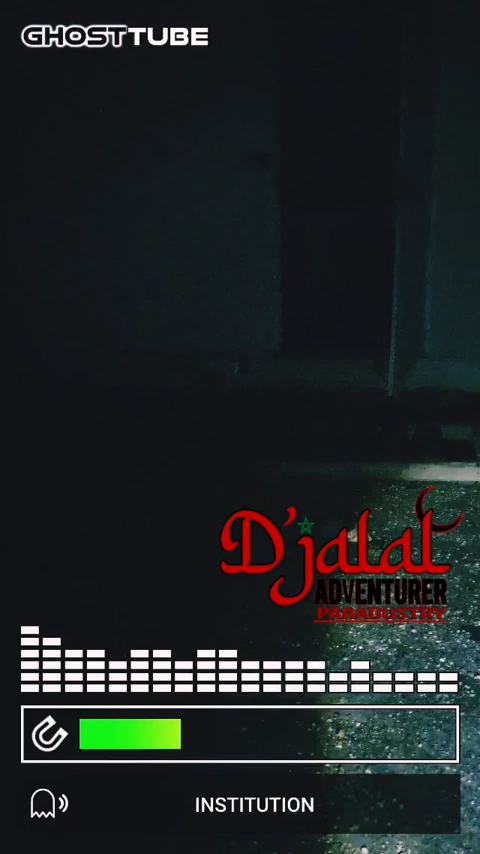 GHOSTTUBE
D'jalal
ADVENTURER
PARADUSTRY
INSTITUTION